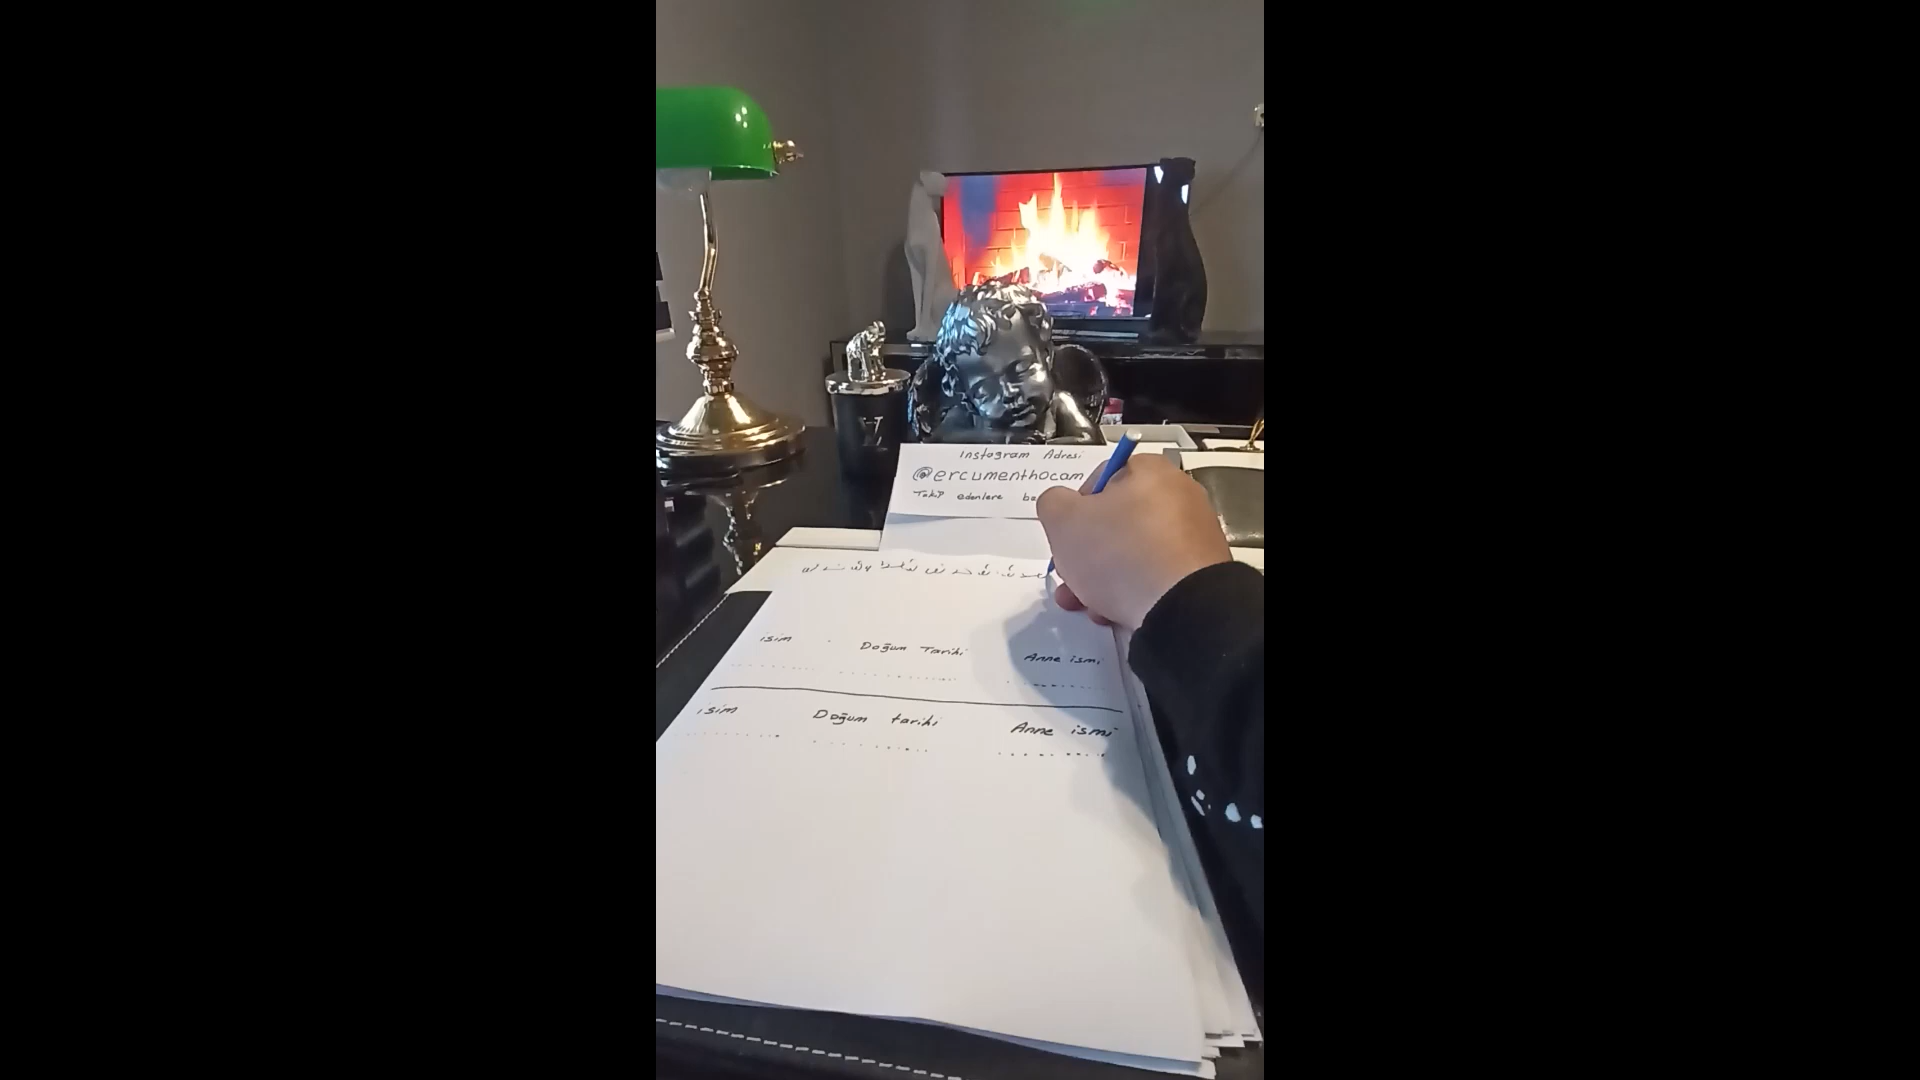 Instagram Adresi
@ercumenthocam
Takip edenlere
isim Doğum Tarihi Anne ismi
isim Doğum tarihi Anne ismi